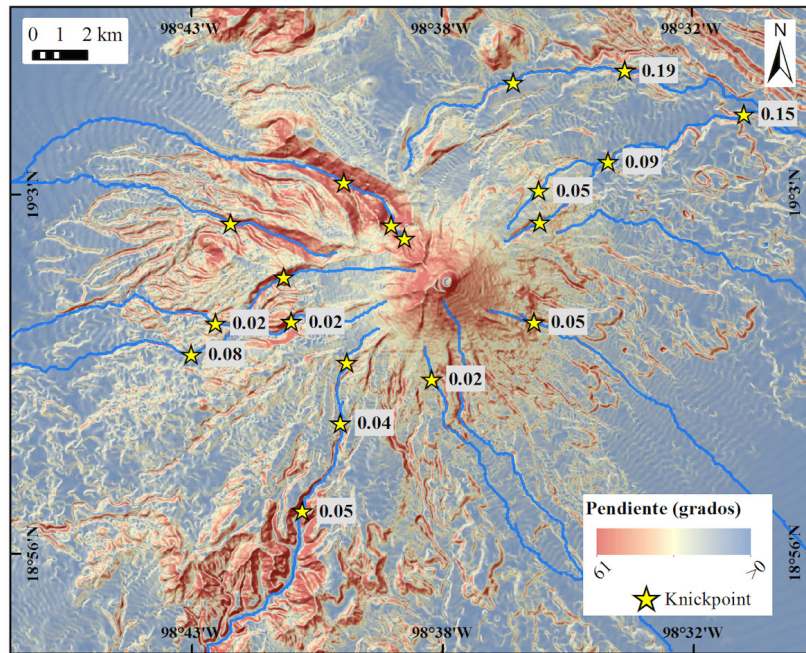 98°43'W
98°38'W
98°32'W
0 1 2 km
N
0.19
0.15
0.09
0.05
19°3'N
19°3'N
0.02
0.02
0.05
0.08
0.02
0.04
0.05
Pendiente (grados)
61
>0
Knickpoint
18°56'N
18°56'N
98°43'W
98°38'W
98°32'W